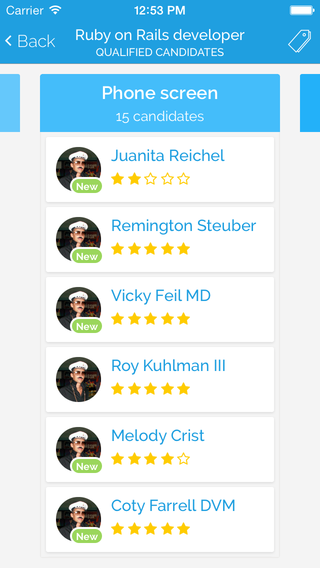 Carrier 12:53 PM
Back
Ruby on Rails developer
QUALIFIED CANDIDATES
Phone screen
15 candidates
Juanita Reichel
New
Remington Steuber
New
Vicky Feil MD
New
Roy Kuhlman III
Melody Crist
New
Coty Farrell DVM
New